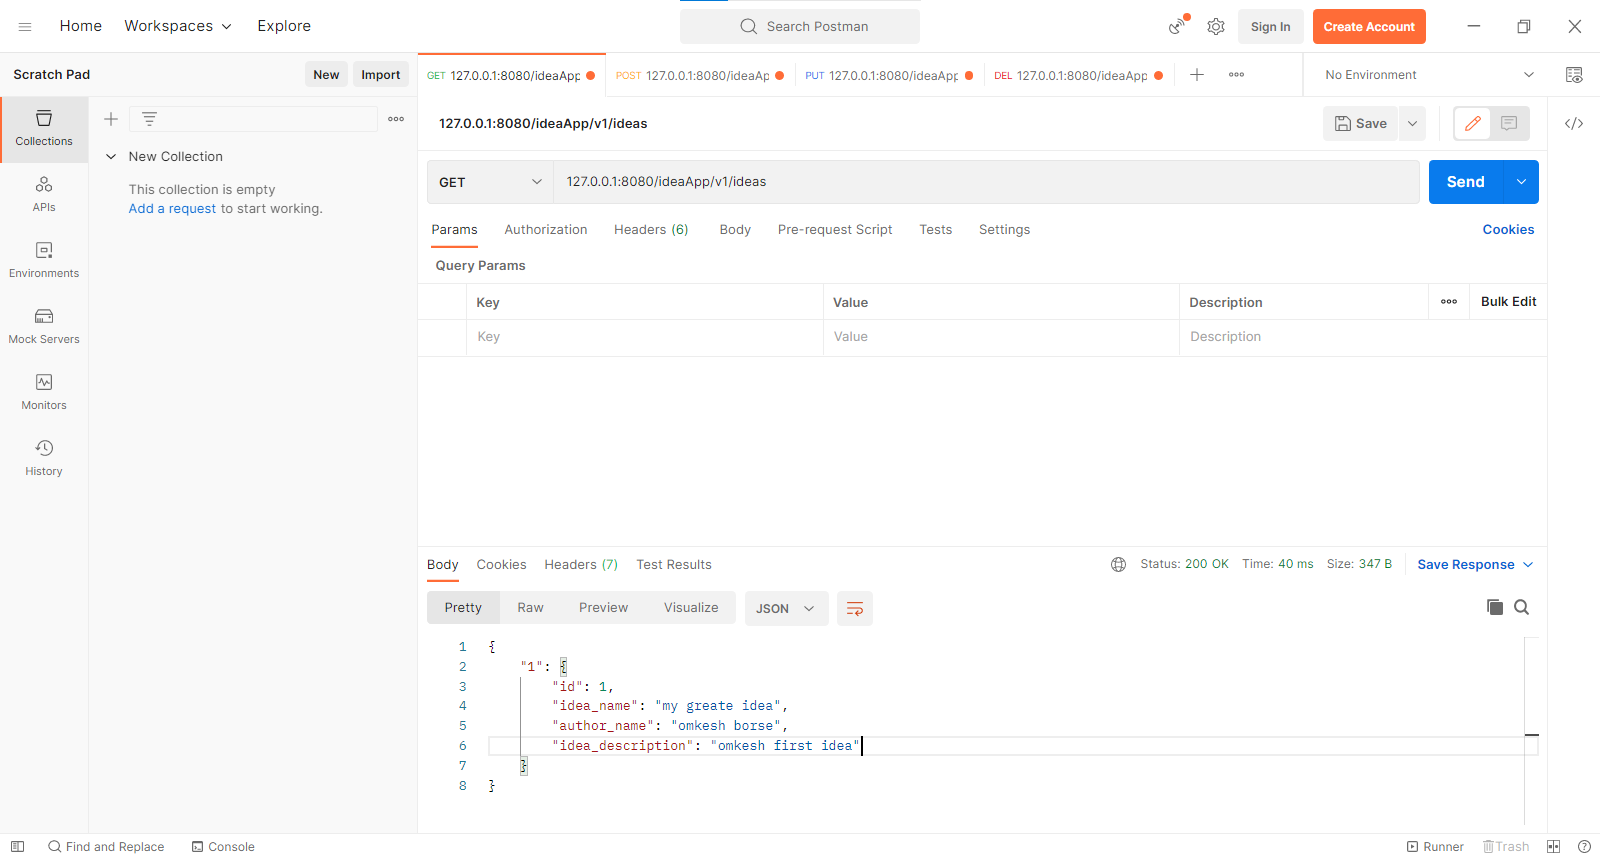 Home Workspaces Explore Search Postman Sign In Create Account
Scratch Pad New Import
GET 127.0.0.1:8080/ideaApp POST 127.0.0.1:8080/ideaAp PUT 127.0.0.1:8080/ideaApp DEL 127.0.0.1:8080/ideaApp No Environment
Collections
APIs
Environments
Mock Servers
Monitors
History
New Collection
This collection is empty
Add a request to start working.
127.0.0.1:8080/ideaApp/v1/ideas Save
GET 127.0.0.1:8080/ideaApp/v1/ideas Send
Params Authorization Headers (6) Body Pre-request Script Tests Settings Cookies
Query Params
Key Value Description Bulk Edit
Key Value Description
Body Cookies Headers (7) Test Results Status: 200 OK Time: 40 ms Size: 347 B Save Response
Pretty Raw Preview Visualize JSON
1 {
2 "1": {
3 "id": 1,
4 "idea_name": "my greate idea",
5 "author_name": "omkesh borse",
6 "idea_description": "omkesh first idea"
7 }
8 }
Find and Replace Console Runner Trash